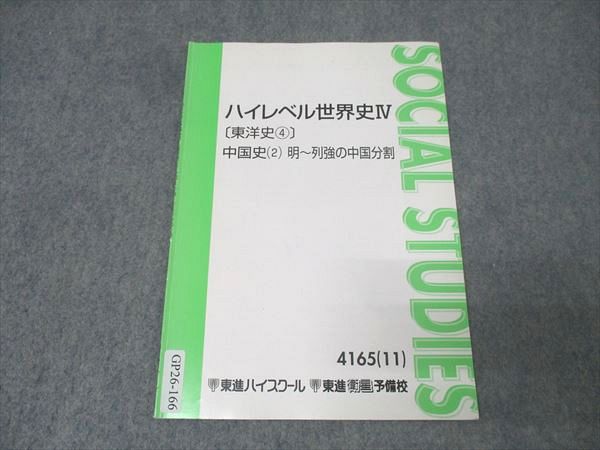 ハイレベル世界史Ⅳ
〔東洋史④〕
中国史⑵ 明～列強の中国分割
SOCIAL STUDIES
4165(11)
東進ハイスクール 東進衛星予備校
GP26-166